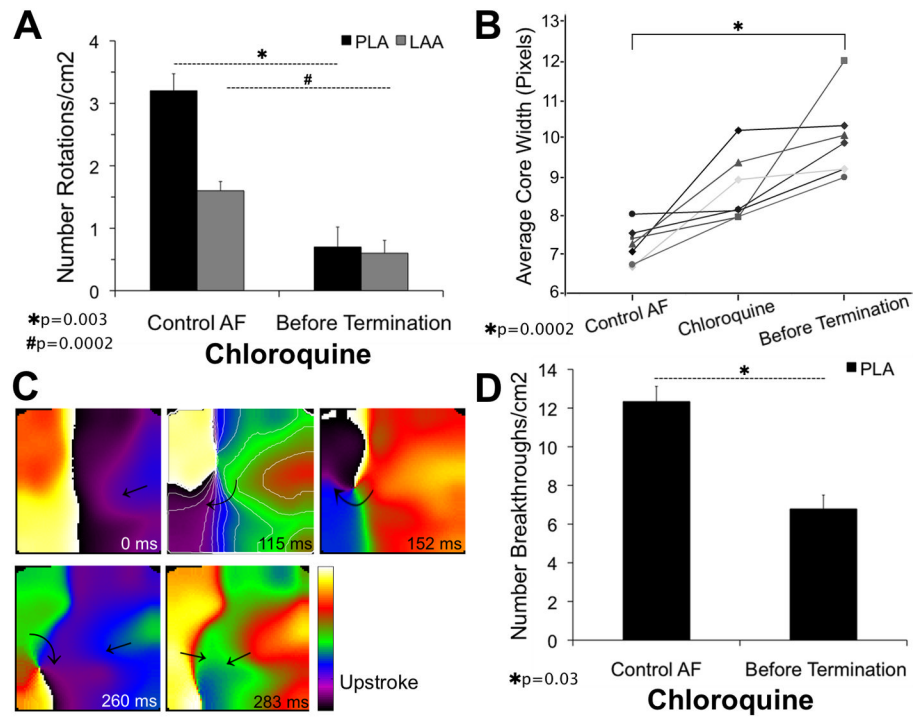 A
PLA LAA
Number Rotations/cm2
4
3
2
1
0
*
#
Control AF Before Termination
Chloroquine
*p=0.003
#p=0.0002
B
Average Core Width (Pixels)
13
12
11
10
9
8
7
6
*
Control AF Chloroquine Before Termination
*p=0.0002
C
0 ms 115 ms 152 ms
260 ms 283 ms
Upstroke
D
PLA
Number Breakthroughs/cm2
14
12
10
8
6
4
2
0
*
Control AF Before Termination
Chloroquine
*p=0.03